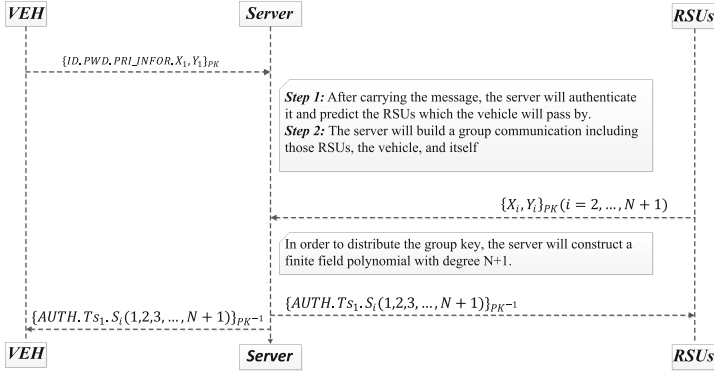 VEH Server RSUs
{ID.PWD.PRI_INFOR.X₁,Y₁}PK
Step 1: After carrying the message, the server will authenticate
it and predict the RSUs which the vehicle will pass by.
Step 2: The server will build a group communication including
those RSUs, the vehicle, and itself
{Xᵢ,Yᵢ}PK(i = 2, ..., N + 1)
In order to distribute the group key, the server will construct a
finite field polynomial with degree N+1.
{AUTH.Ts₁.Sᵢ(1,2,3, ..., N + 1)}PK⁻¹
{AUTH.Ts₁.Sᵢ(1,2,3, ..., N + 1)}PK⁻¹
VEH Server RSUs